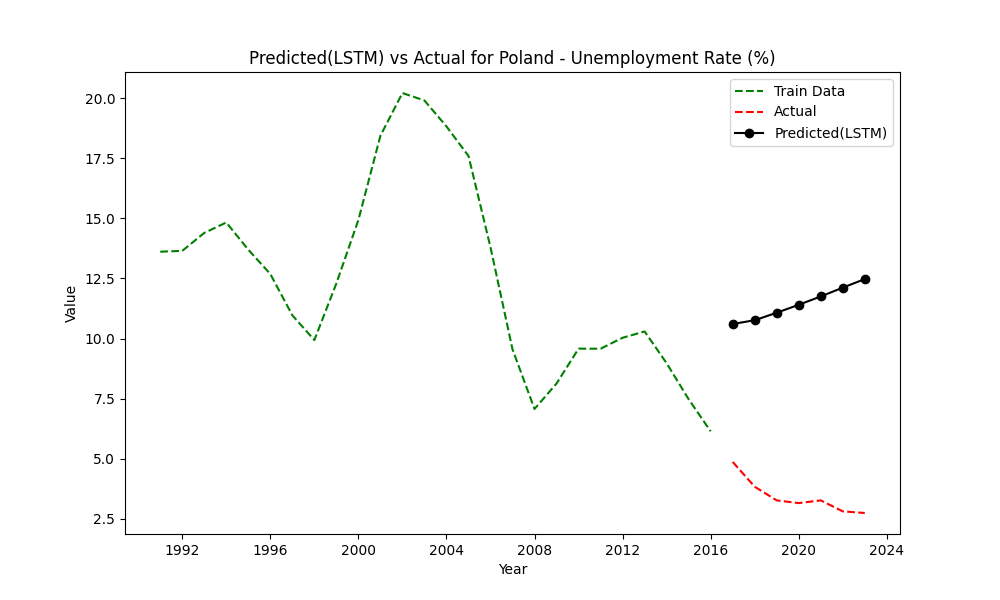 Predicted(LSTM) vs Actual for Poland - Unemployment Rate (%)
Train Data
Actual
Predicted(LSTM)
20.0
17.5
15.0
12.5
10.0
7.5
5.0
2.5
Value
1992 1996 2000 2004 2008 2012 2016 2020 2024
Year